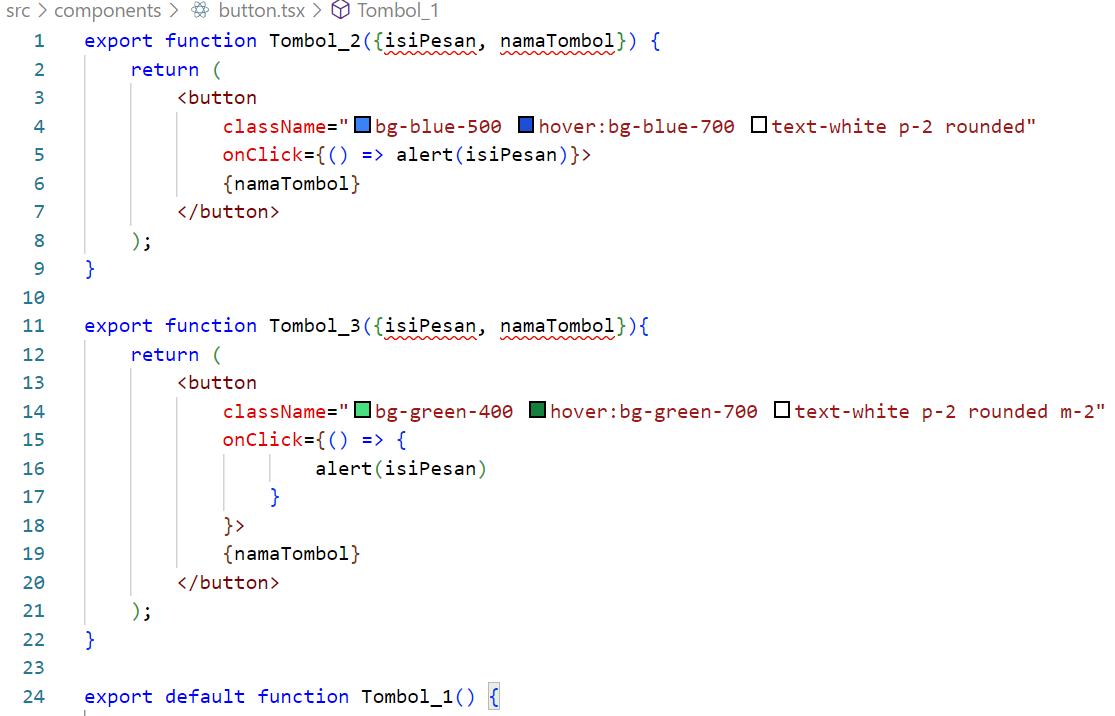 src > components > button.tsx > Tombol_1
1 export function Tombol_2({isiPesan, namaTombol}) {
2     return (
3         <button
4             className="bg-blue-500 hover:bg-blue-700 text-white p-2 rounded"
5             onClick={() => alert(isiPesan)}>
6             {namaTombol}
7         </button>
8     );
9 }
10
11 export function Tombol_3({isiPesan, namaTombol}){
12     return (
13         <button
14             className="bg-green-400 hover:bg-green-700 text-white p-2 rounded m-2"
15             onClick={() => {
16                     alert(isiPesan)
17                 }
18             }>
19             {namaTombol}
20         </button>
21     );
22 }
23
24 export default function Tombol_1() {